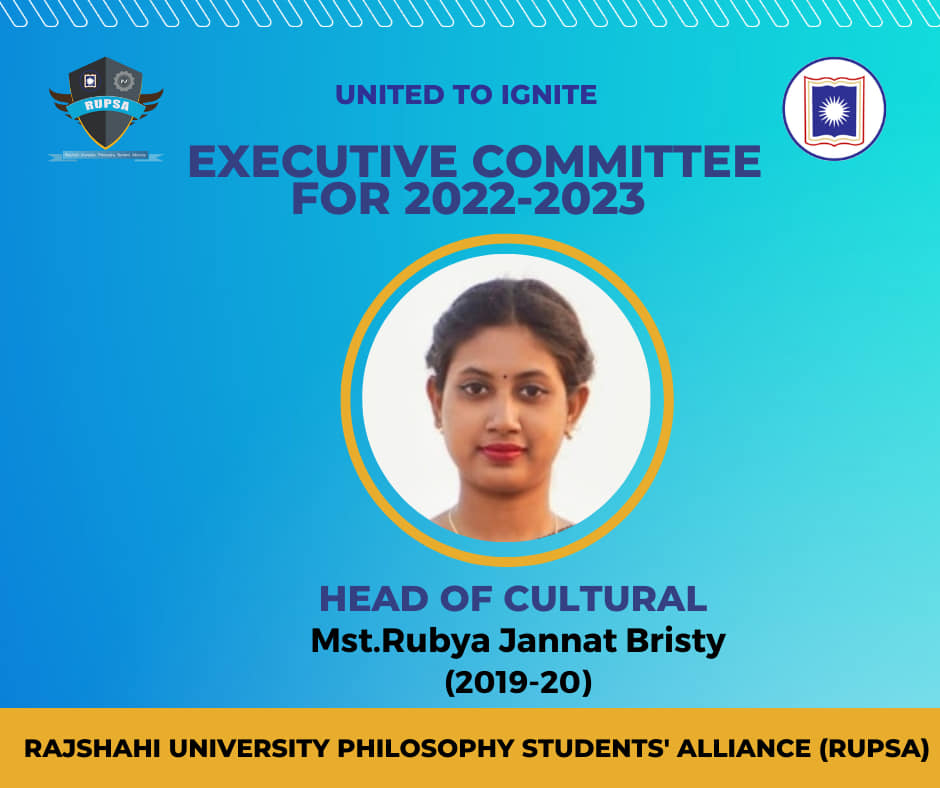 RUPSA
UNITED TO IGNITE
EXECUTIVE COMMITTEE
FOR 2022-2023
HEAD OF CULTURAL
Mst.Rubya Jannat Bristy
(2019-20)
RAJSHAHI UNIVERSITY PHILOSOPHY STUDENTS' ALLIANCE (RUPSA)